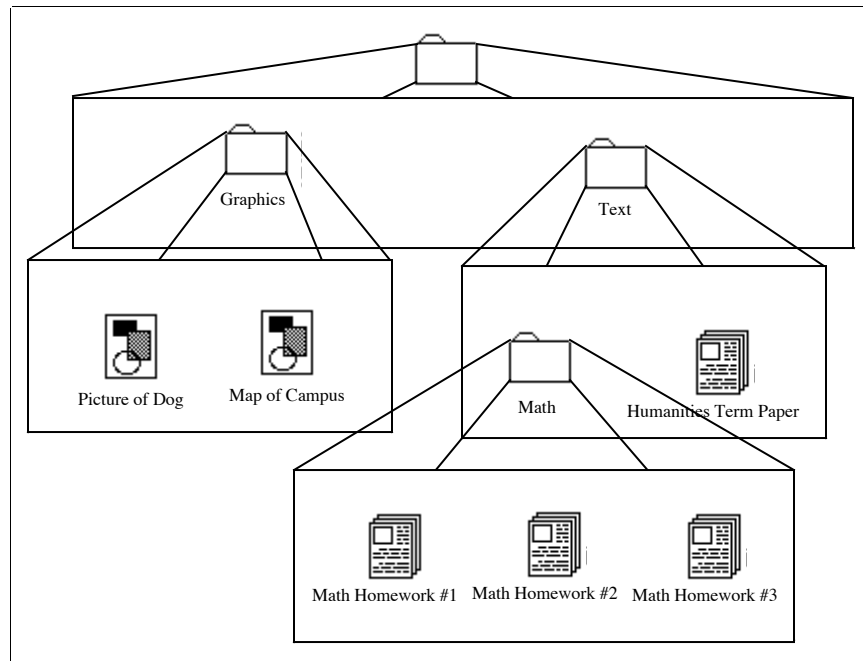 Graphics
Text
Picture of Dog
Map of Campus
Math
Humanities Term Paper
Math Homework #1
Math Homework #2
Math Homework #3